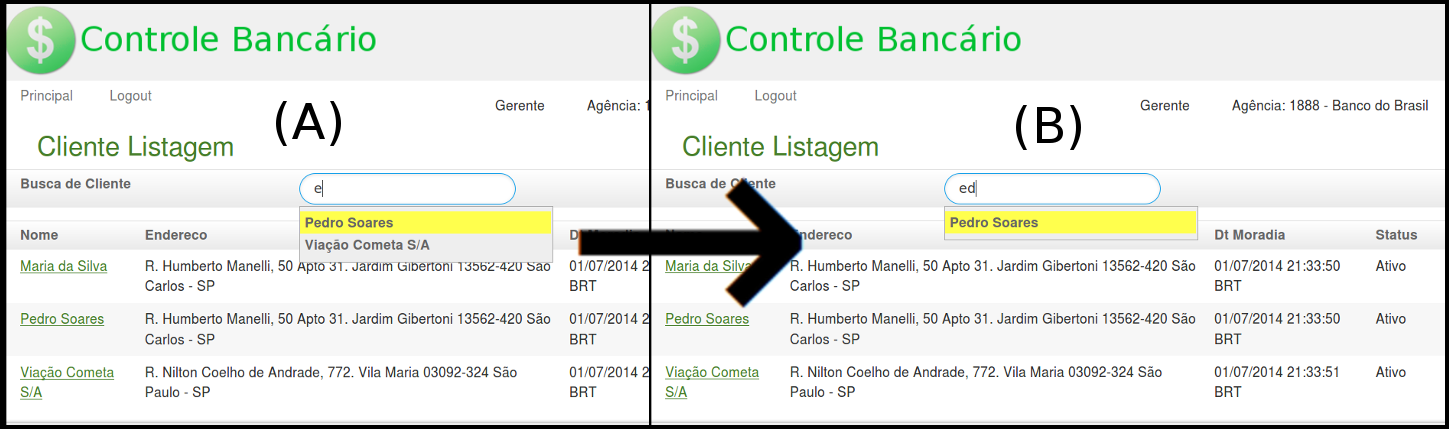 $ Controle Bancário
Principal Logout
Gerente Agência: 1
(A)
Cliente Listagem
Busca de Cliente e
Pedro Soares
Viação Cometa S/A
Nome Endereco
Maria da Silva R. Humberto Manelli, 50 Apto 31. Jardim Gibertoni 13562-420 São 01/07/2014 2
Carlos - SP BRT
Pedro Soares R. Humberto Manelli, 50 Apto 31. Jardim Gibertoni 13562-420 São 01/07/2014 2
Carlos - SP BRT
Viação Cometa R. Nilton Coelho de Andrade, 772. Vila Maria 03092-324 São 01/07/2014 2
S/A Paulo - SP BRT
$ Controle Bancário
Principal Logout
Gerente Agência: 1888 - Banco do Brasil
(B)
Cliente Listagem
Busca de Cliente ed
Pedro Soares
ndereco Dt Moradia Status
Maria da Silva R. Humberto Manelli, 50 Apto 31. Jardim Gibertoni 13562-420 São 01/07/2014 21:33:50 Ativo
Carlos - SP BRT
Pedro Soares R. Humberto Manelli, 50 Apto 31. Jardim Gibertoni 13562-420 São 01/07/2014 21:33:50 Ativo
Carlos - SP BRT
Viação Cometa R. Nilton Coelho de Andrade, 772. Vila Maria 03092-324 São 01/07/2014 21:33:51 Ativo
S/A Paulo - SP BRT